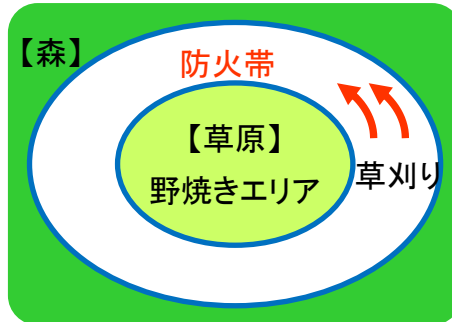 【森】
防火帯
【草原】
野焼きエリア
草刈り